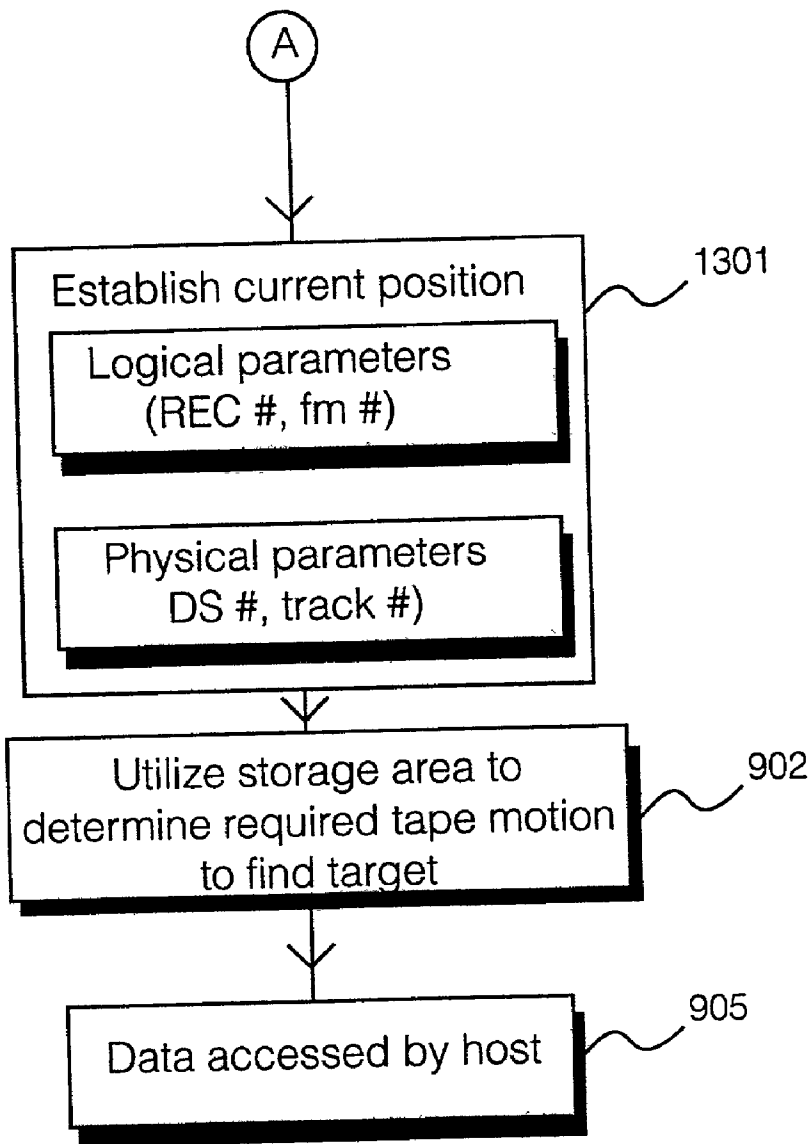 A
Establish current position
1301
Logical parameters
(REC #, fm #)
Physical parameters
DS #, track #)
Utilize storage area to
902
determine required tape motion
to find target
905
Data accessed by host